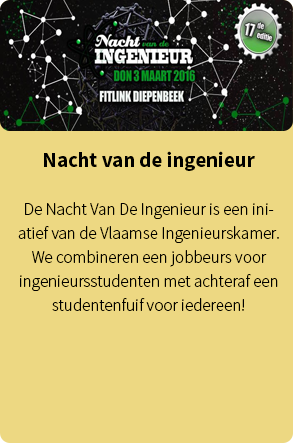 Nacht van de
INGENIEUR
DON 3 MAART 2016
FITLINK DIEPENBEEK
17de
editie
Nacht van de ingenieur
De Nacht Van De Ingenieur is een ini-
atief van de Vlaamse Ingenieurskamer.
We combineren een jobbeurs voor
ingenieursstudenten met achteraf een
studentenfuif voor iedereen!